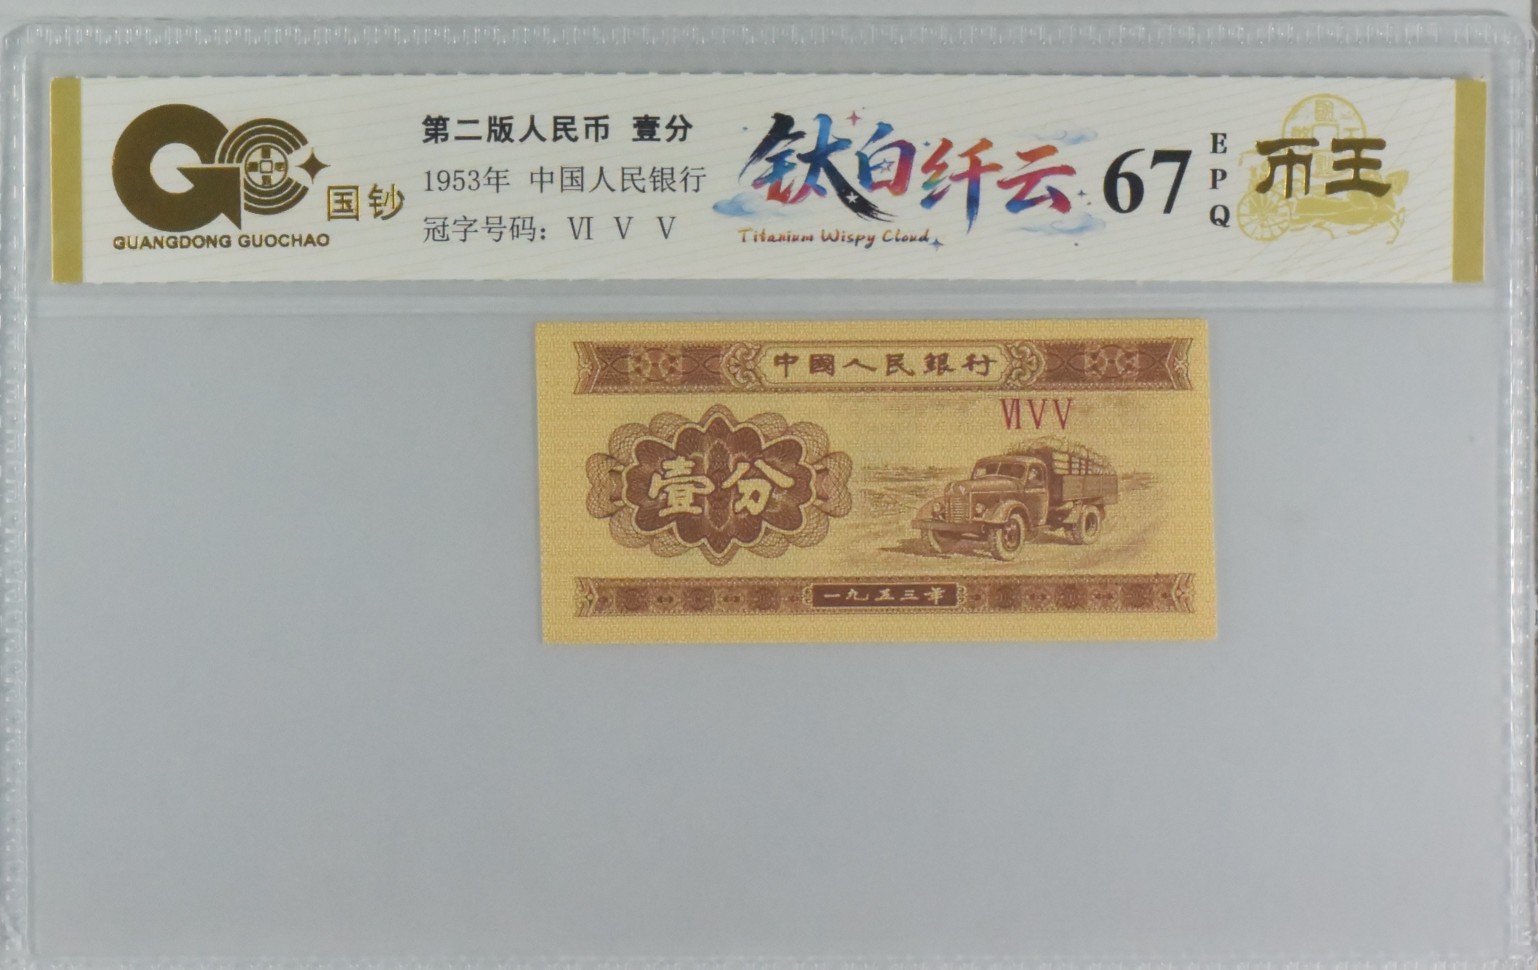 GUANGDONG GUOCHAO
国钞
第二版人民币 壹分
1953年 中国人民银行
冠字号码：Ⅵ Ⅴ Ⅴ
钛白纤云
Titanium Wispy Cloud
67
EPQ
币王
中國人民銀行
ⅥⅤⅤ
壹分
一九五三年